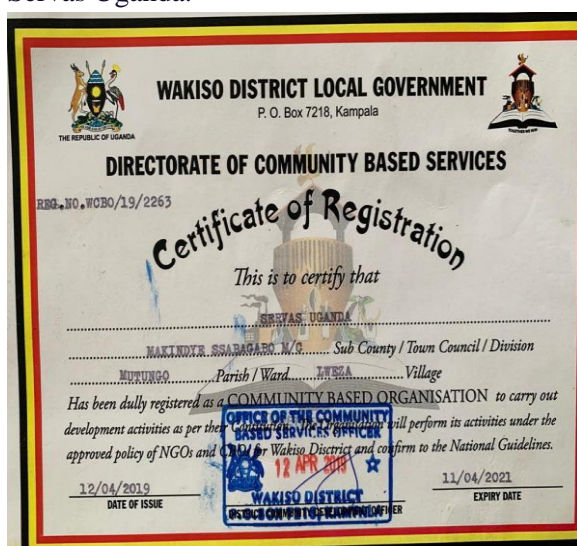 Servas Uganda.
WAKISO DISTRICT LOCAL GOVERNMENT
P. O. Box 7218, Kampala
THE REPUBLIC OF UGANDA
DIRECTORATE OF COMMUNITY BASED SERVICES
REG.NO.WCBO/19/2263
Certificate of Registration
This is to certify that
SERVAS UGANDA
MAKINDYE SSABAGABO M/C Sub County / Town Council / Division
MUTUNGO Parish / Ward LWEZA Village
Has been dully registered as a COMMUNITY BASED ORGANISATION to carry out
development activities as per their Constitution. The Organisation will perform its activities under the
approved policy of NGOs and CBOs for Wakiso District and confirm to the National Guidelines.
OFFICE OF THE COMMUNITY
BASED SERVICES OFFICER
12 APR 2019
WAKISO DISTRICT
12/04/2019
DATE OF ISSUE
11/04/2021
EXPIRY DATE